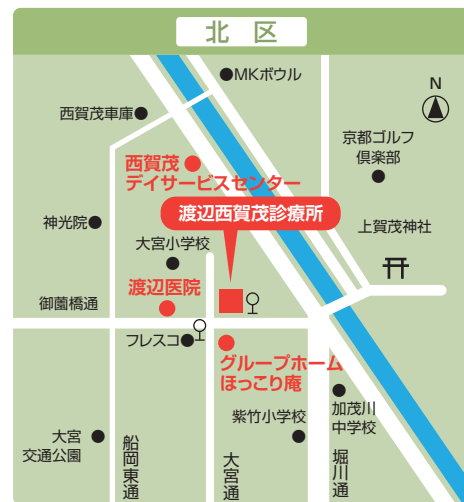 北区
MKボウル
N
西賀茂車庫
京都ゴルフ
倶楽部
西賀茂
デイサービスセンター
渡辺西賀茂診療所
神光院
上賀茂神社
大宮小学校
渡辺医院
御薗橋通
フレスコ
グループホーム
ほっこり庵
加茂川
中学校
紫竹小学校
大宮
交通公園
船岡東通
大宮通
堀川通